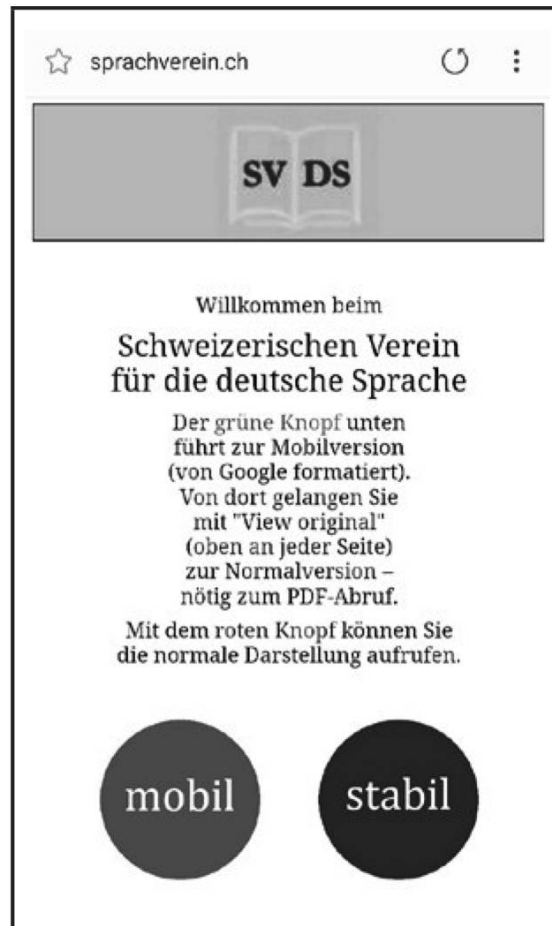 sprachverein.ch
SV DS
Willkommen beim
Schweizerischen Verein
für die deutsche Sprache
Der grüne Knopf unten
führt zur Mobilversion
(von Google formatiert).
Von dort gelangen Sie
mit "View original"
(oben an jeder Seite)
zur Normalversion –
nötig zum PDF-Abruf.
Mit dem roten Knopf können Sie
die normale Darstellung aufrufen.
mobil
stabil